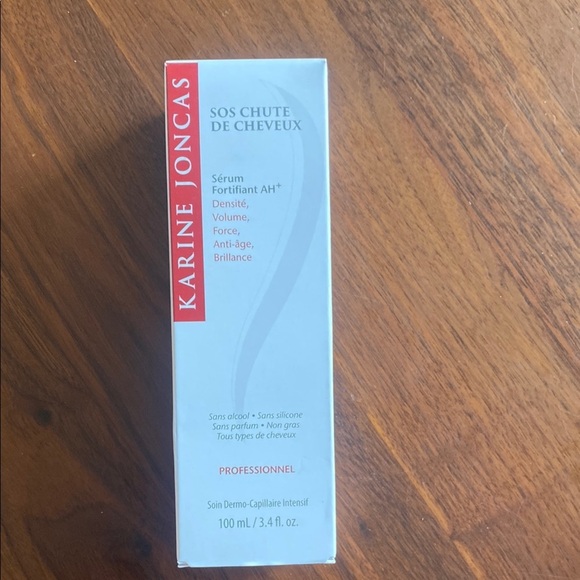 KARINE JONCAS
SOS CHUTE
DE CHEVEUX
Sérum
Fortifiant AH+
Densité,
Volume,
Force,
Anti-âge,
Brillance
Sans alcool • Sans silicone
Sans parfum • Non gras
Tous types de cheveux
PROFESSIONNEL
Soin Dermo-Capillaire Intensif
100 mL / 3.4 fl. oz.